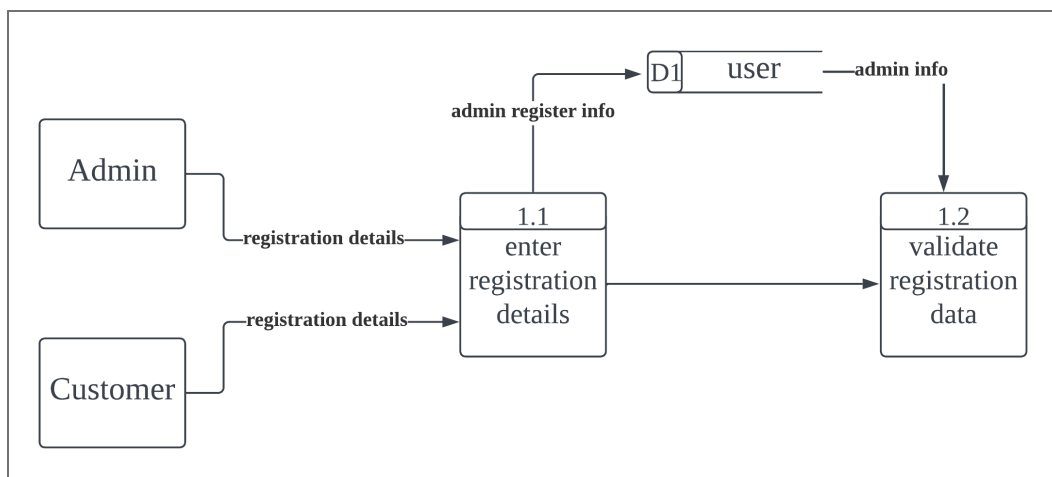 D1
user
admin info
admin register info
Admin
registration details
1.1
enter
registration
details
1.2
validate
registration
data
registration details
Customer